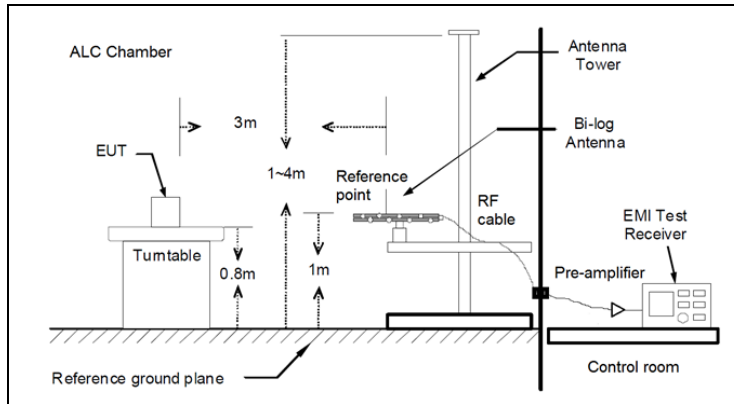 ALC Chamber
Antenna
Tower
3m
Bi-log
Antenna
EUT
1~4m
Reference
point
RF
cable
EMI Test
Receiver
Turntable
0.8m
1m
Pre-amplifier
Reference ground plane
Control room